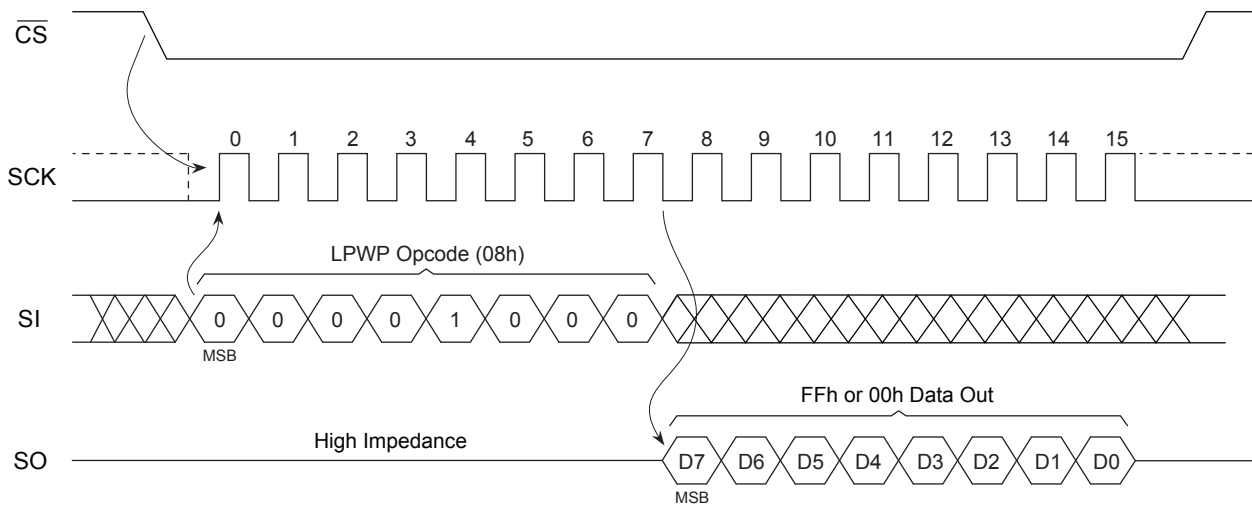 CS
0 1 2 3 4 5 6 7 8 9 10 11 12 13 14 15
SCK
LPWP Opcode (08h)
SI 0 0 0 0 1 0 0 0
MSB
FFh or 00h Data Out
High Impedance
SO D7 D6 D5 D4 D3 D2 D1 D0
MSB